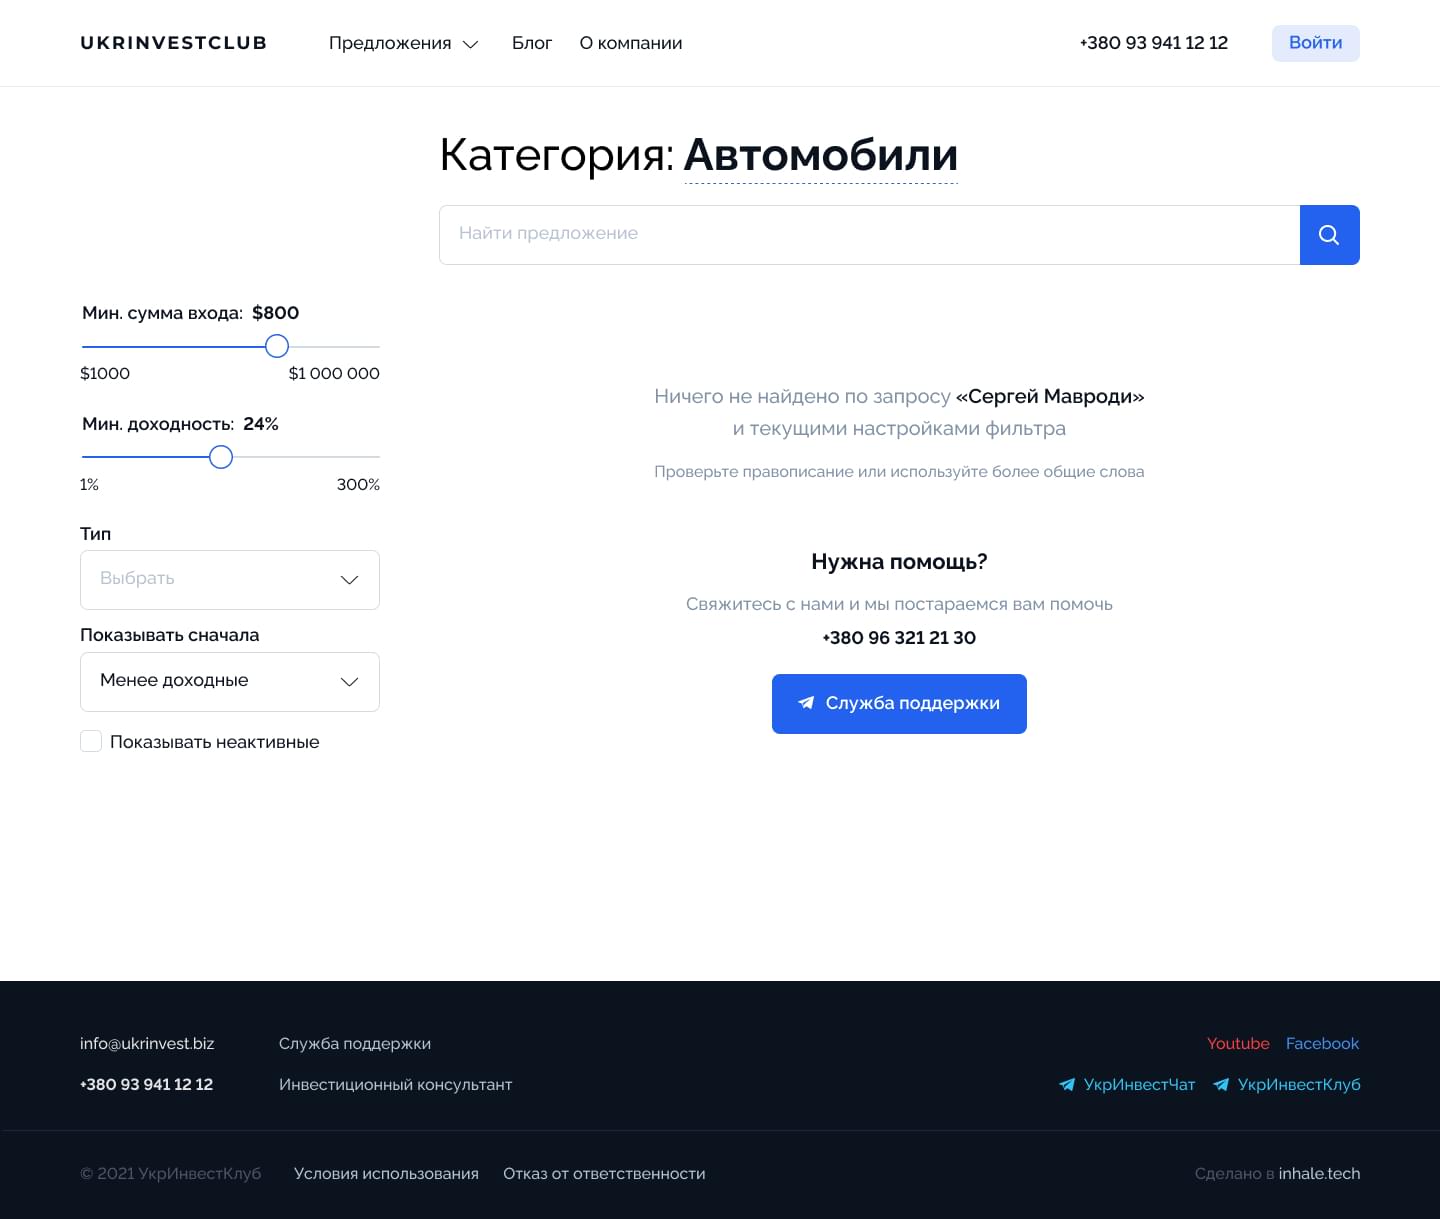 UKRINVESTCLUB Предложения Блог О компании +380 93 941 12 12 Войти
Категория: Автомобили
Найти предложение
Мин. сумма входа: $800
$1000 $1 000 000
Мин. доходность: 24%
1% 300%
Тип
Выбрать
Показывать сначала
Менее доходные
Показывать неактивные
Ничего не найдено по запросу «Сергей Мавроди»
и текущими настройками фильтра
Проверьте правописание или используйте более общие слова
Нужна помощь?
Свяжитесь с нами и мы постараемся вам помочь
+380 96 321 21 30
Служба поддержки
info@ukrinvest.biz Служба поддержки Youtube Facebook
+380 93 941 12 12 Инвестиционный консультант УкрИнвестЧат УкрИнвестКлуб
© 2021 УкрИнвестКлуб Условия использования Отказ от ответственности Сделано в inhale.tech